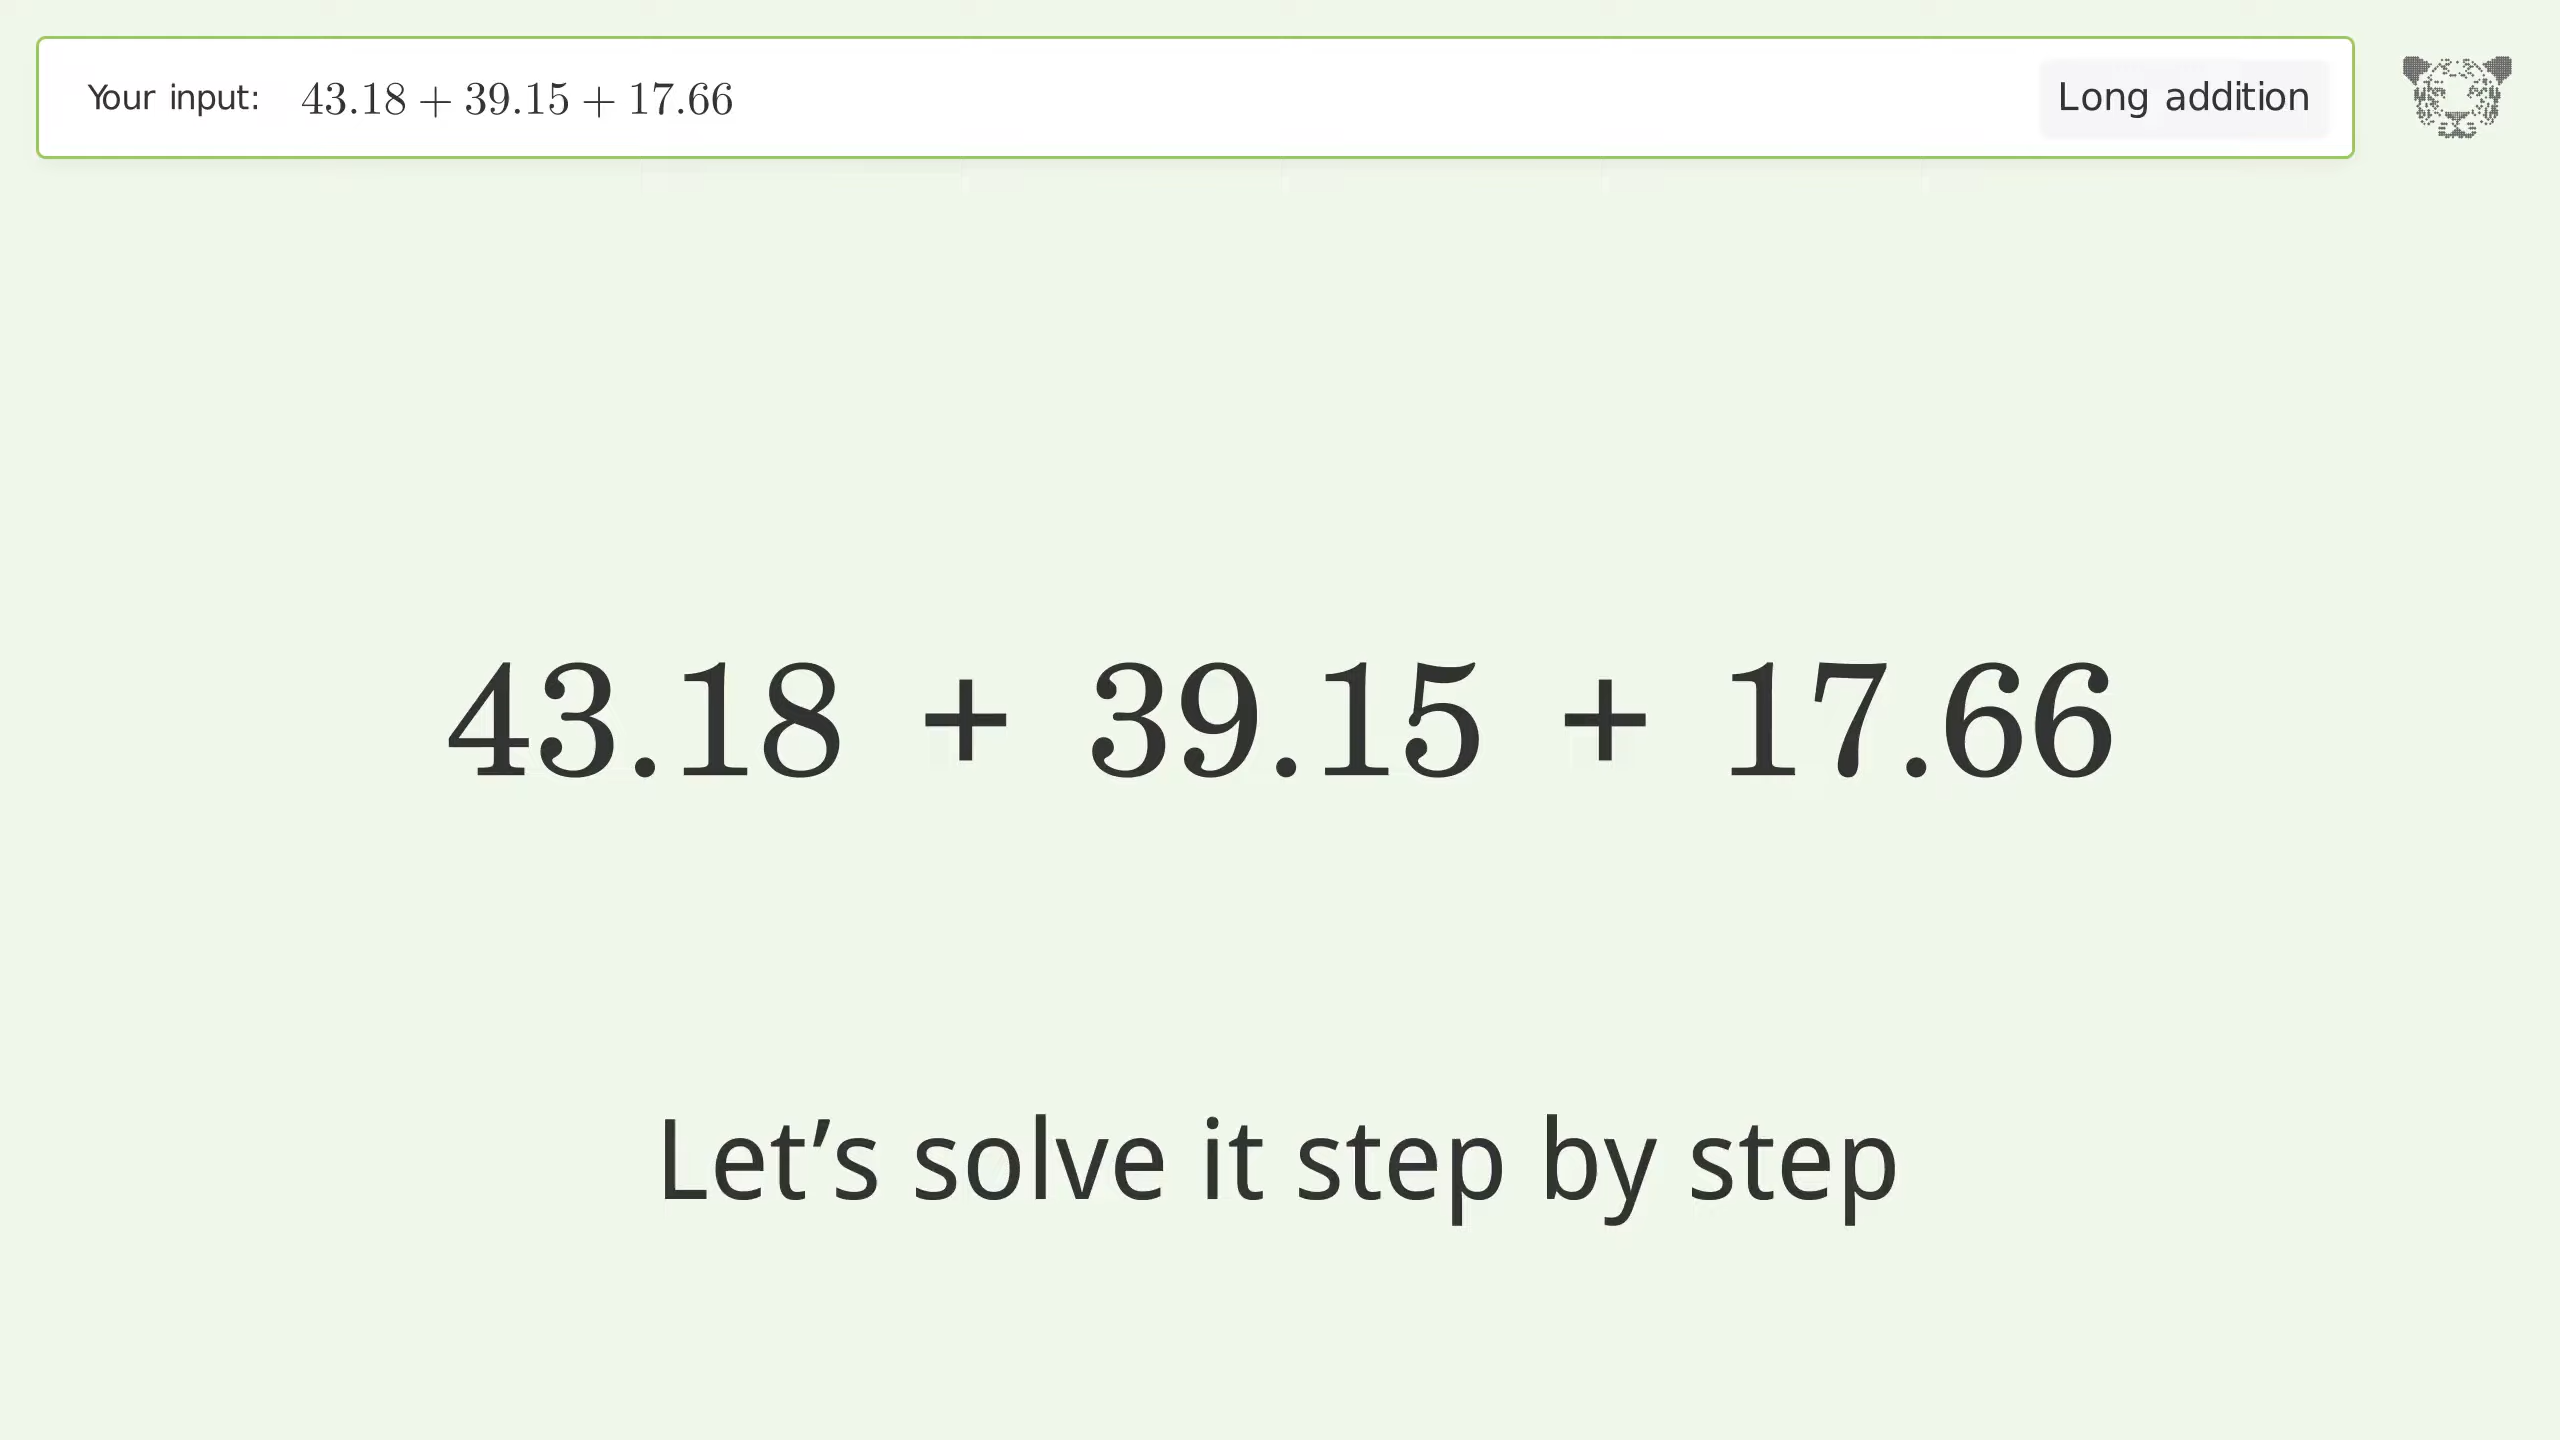 Your input: 43.18 + 39.15 + 17.66 Long addition
43.18 + 39.15 + 17.66
Let’s solve it step by step